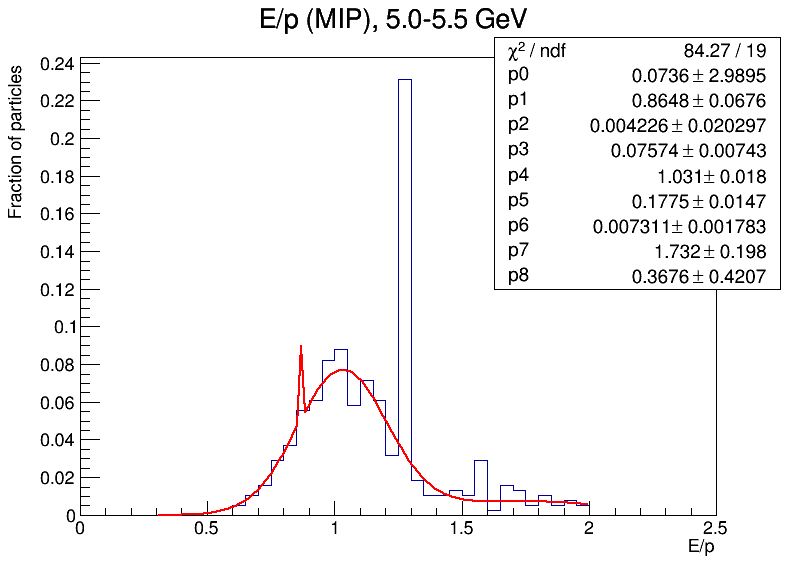 E/p (MIP), 5.0-5.5 GeV
χ² / ndf 84.27 / 19
p0 0.0736 ± 2.9895
p1 0.8648 ± 0.0676
p2 0.004226 ± 0.020297
p3 0.07574 ± 0.00743
p4 1.031 ± 0.018
p5 0.1775 ± 0.0147
p6 0.007311 ± 0.001783
p7 1.732 ± 0.198
p8 0.3676 ± 0.4207
Fraction of particles
0.24
0.22
0.2
0.18
0.16
0.14
0.12
0.1
0.08
0.06
0.04
0.02
0
0 0.5 1 1.5 2 2.5
E/p